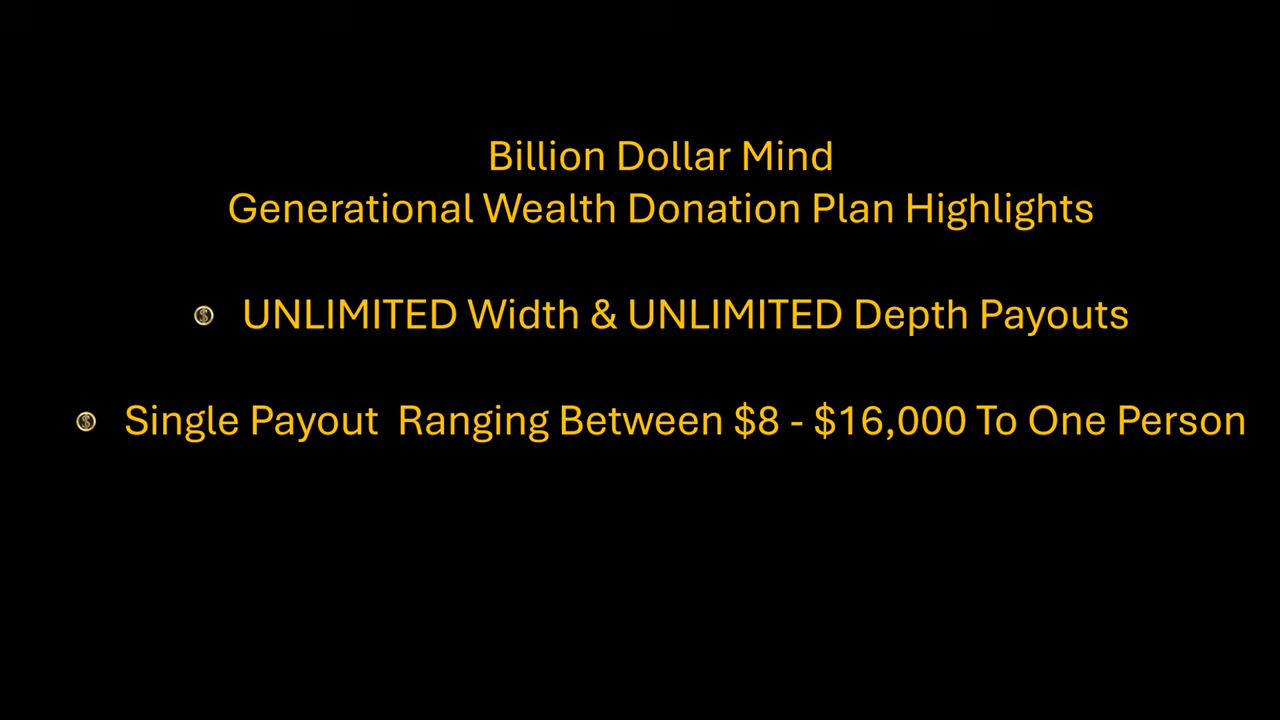 Billion Dollar Mind
Generational Wealth Donation Plan Highlights
UNLIMITED Width & UNLIMITED Depth Payouts
Single Payout  Ranging Between $8 - $16,000 To One Person